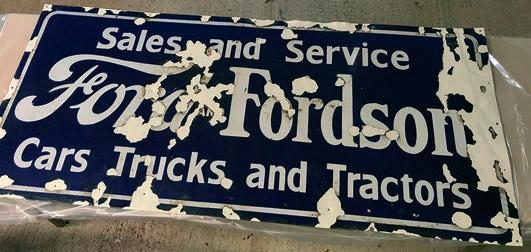 Sales and Service
Ford Fordson
Cars Trucks and Tractors